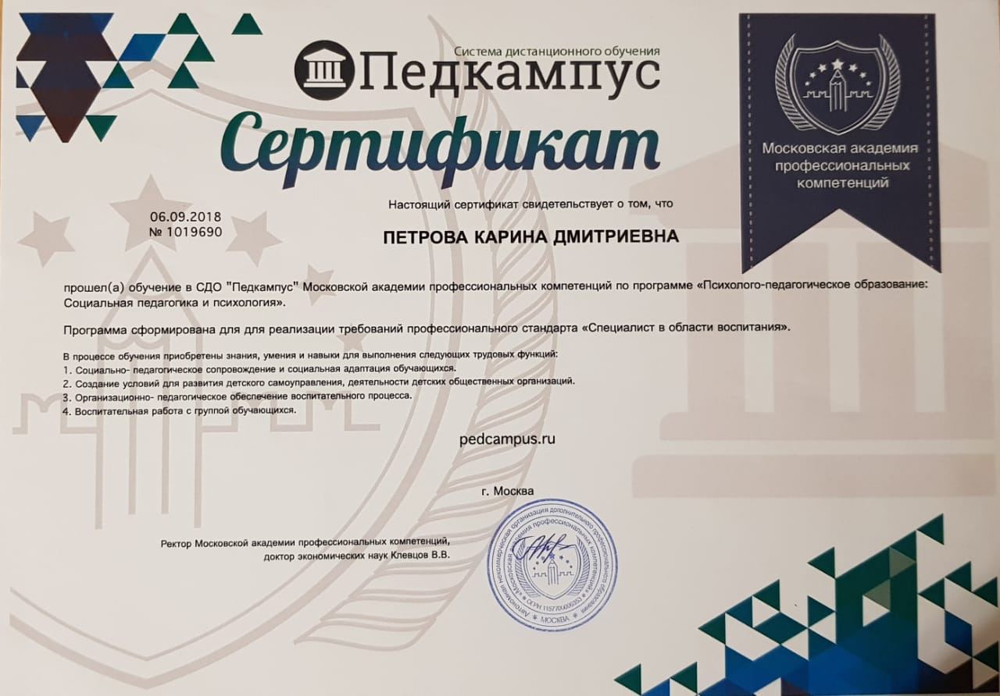 Система дистанционного обучения
Педкампус
Сертификат
Московская академия
профессиональных
компетенций
06.09.2018
№ 1019690
Настоящий сертификат свидетельствует о том, что
ПЕТРОВА КАРИНА ДМИТРИЕВНА
прошел(а) обучение в СДО "Педкампус" Московской академии профессиональных компетенций по программе «Психолого-педагогическое образование:
Социальная педагогика и психология».
Программа сформирована для для реализации требований профессионального стандарта «Специалист в области воспитания».
В процессе обучения приобретены знания, умения и навыки для выполнения следующих трудовых функций:
1. Социально- педагогическое сопровождение и социальная адаптация обучающихся.
2. Создание условий для развития детского самоуправления, деятельности детских общественных организаций.
3. Организационно- педагогическое обеспечение воспитательного процесса.
4. Воспитательная работа с группой обучающихся.
pedcampus.ru
г. Москва
Ректор Московской академии профессиональных компетенций,
доктор экономических наук Клевцов В.В.
Автономная некоммерческая организация дополнительного профессионального образования
«Московская академия профессиональных компетенций»
МОСКВА